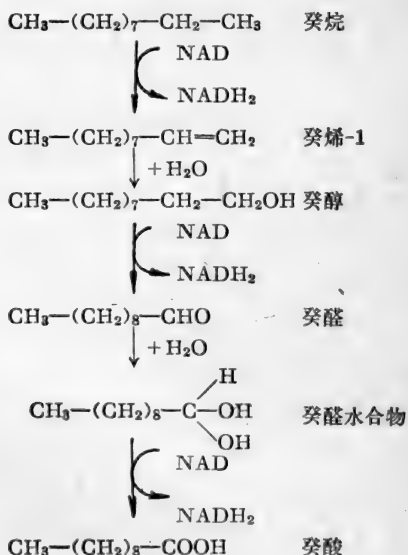 CH₃—(CH₂)₇—CH₂—CH₃ 癸烷
NAD
NADH₂
CH₃—(CH₂)₇—CH=CH₂ 癸烯-1
+H₂O
CH₃—(CH₂)₇—CH₂—CH₂OH 癸醇
NAD
NADH₂
CH₃—(CH₂)₈—CHO 癸醛
+H₂O
H
CH₃—(CH₂)₈—C—OH 癸醛水合物
OH
NAD
NADH₂
CH₃—(CH₂)₈—COOH 癸酸